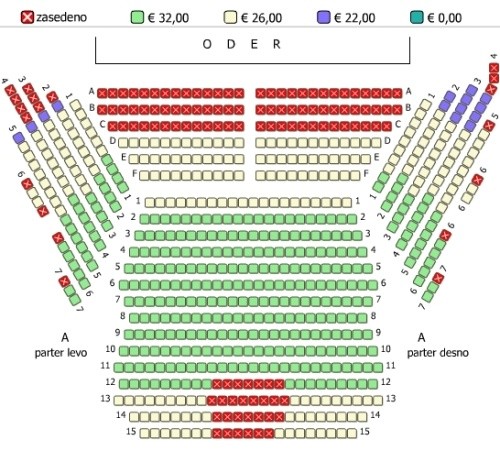 zasedeno € 32,00 € 26,00 € 22,00 € 0,00
O D E R
A A
B B
C C
D D
E E
F F
4 3 2 1
1 2 3 4
5 5
6 6
1 1
2 2
3 3
4 4
5 5
6 6
7 7
8 8
9 9
10 10
11 11
12 12
13 13
14 14
15 15
1 2 3 4 5 6 7
1 2 3 4 5 6 7
7 7
6
A
parter levo
A
parter desno